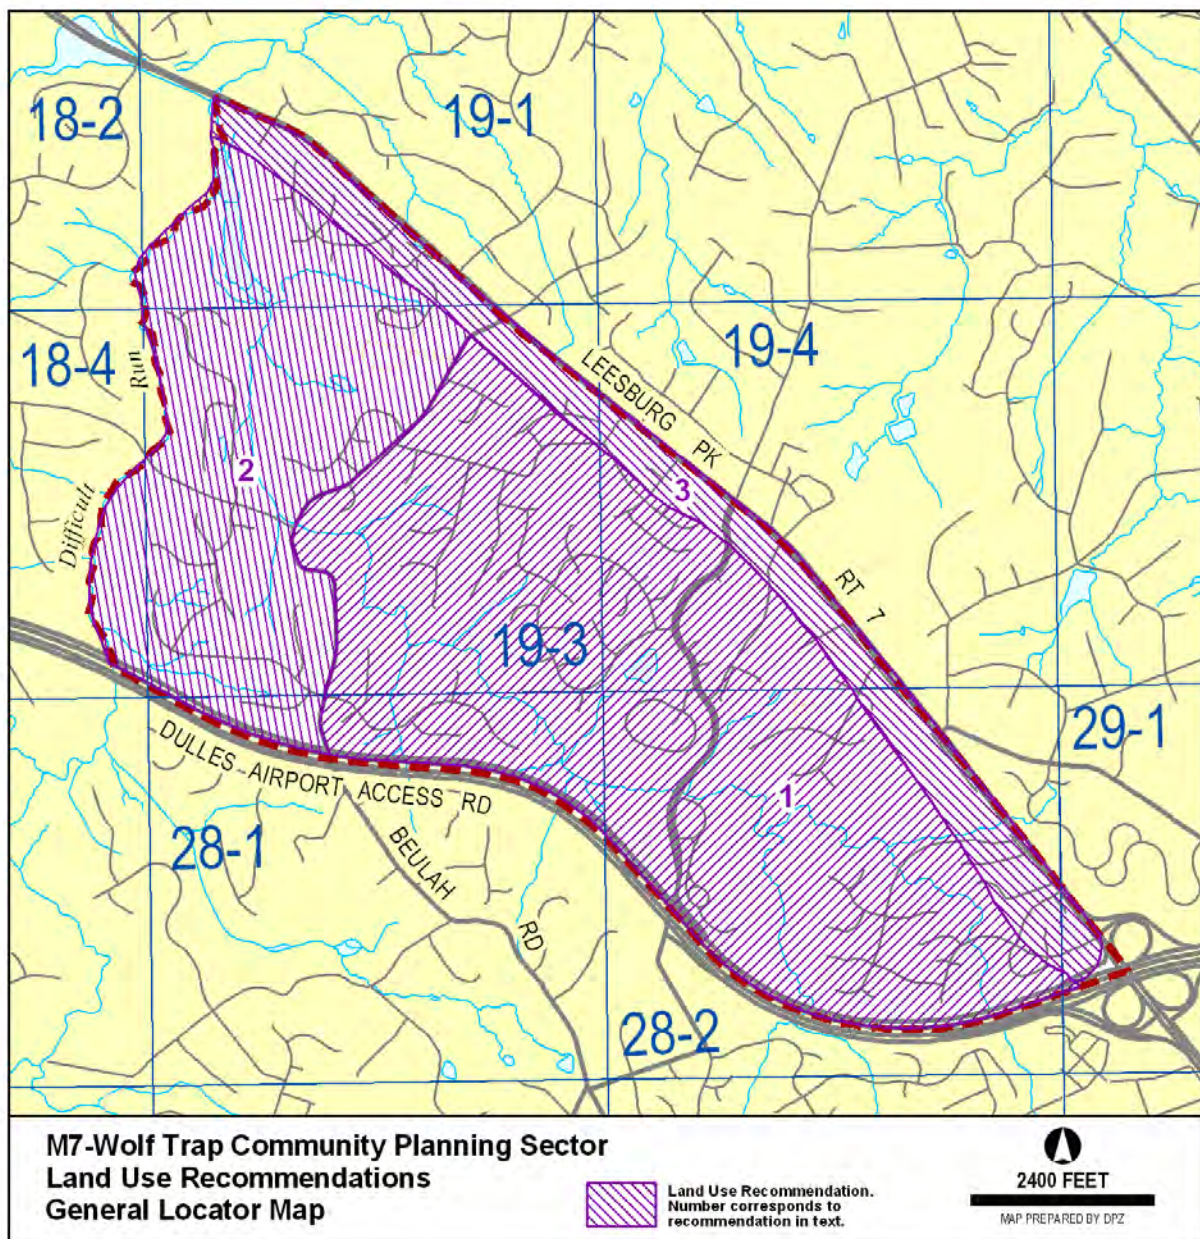 18-2
19-1
18-4
Run
19-4
LEESBURG PK
2
3
Difficult
RT 7
19-3
29-1
DULLES AIRPORT ACCESS RD
1
28-1
BEULAH RD
28-2
M7-Wolf Trap Community Planning Sector
Land Use Recommendations
General Locator Map
Land Use Recommendation.
Number corresponds to
recommendation in text.
2400 FEET
MAP PREPARED BY DPZ